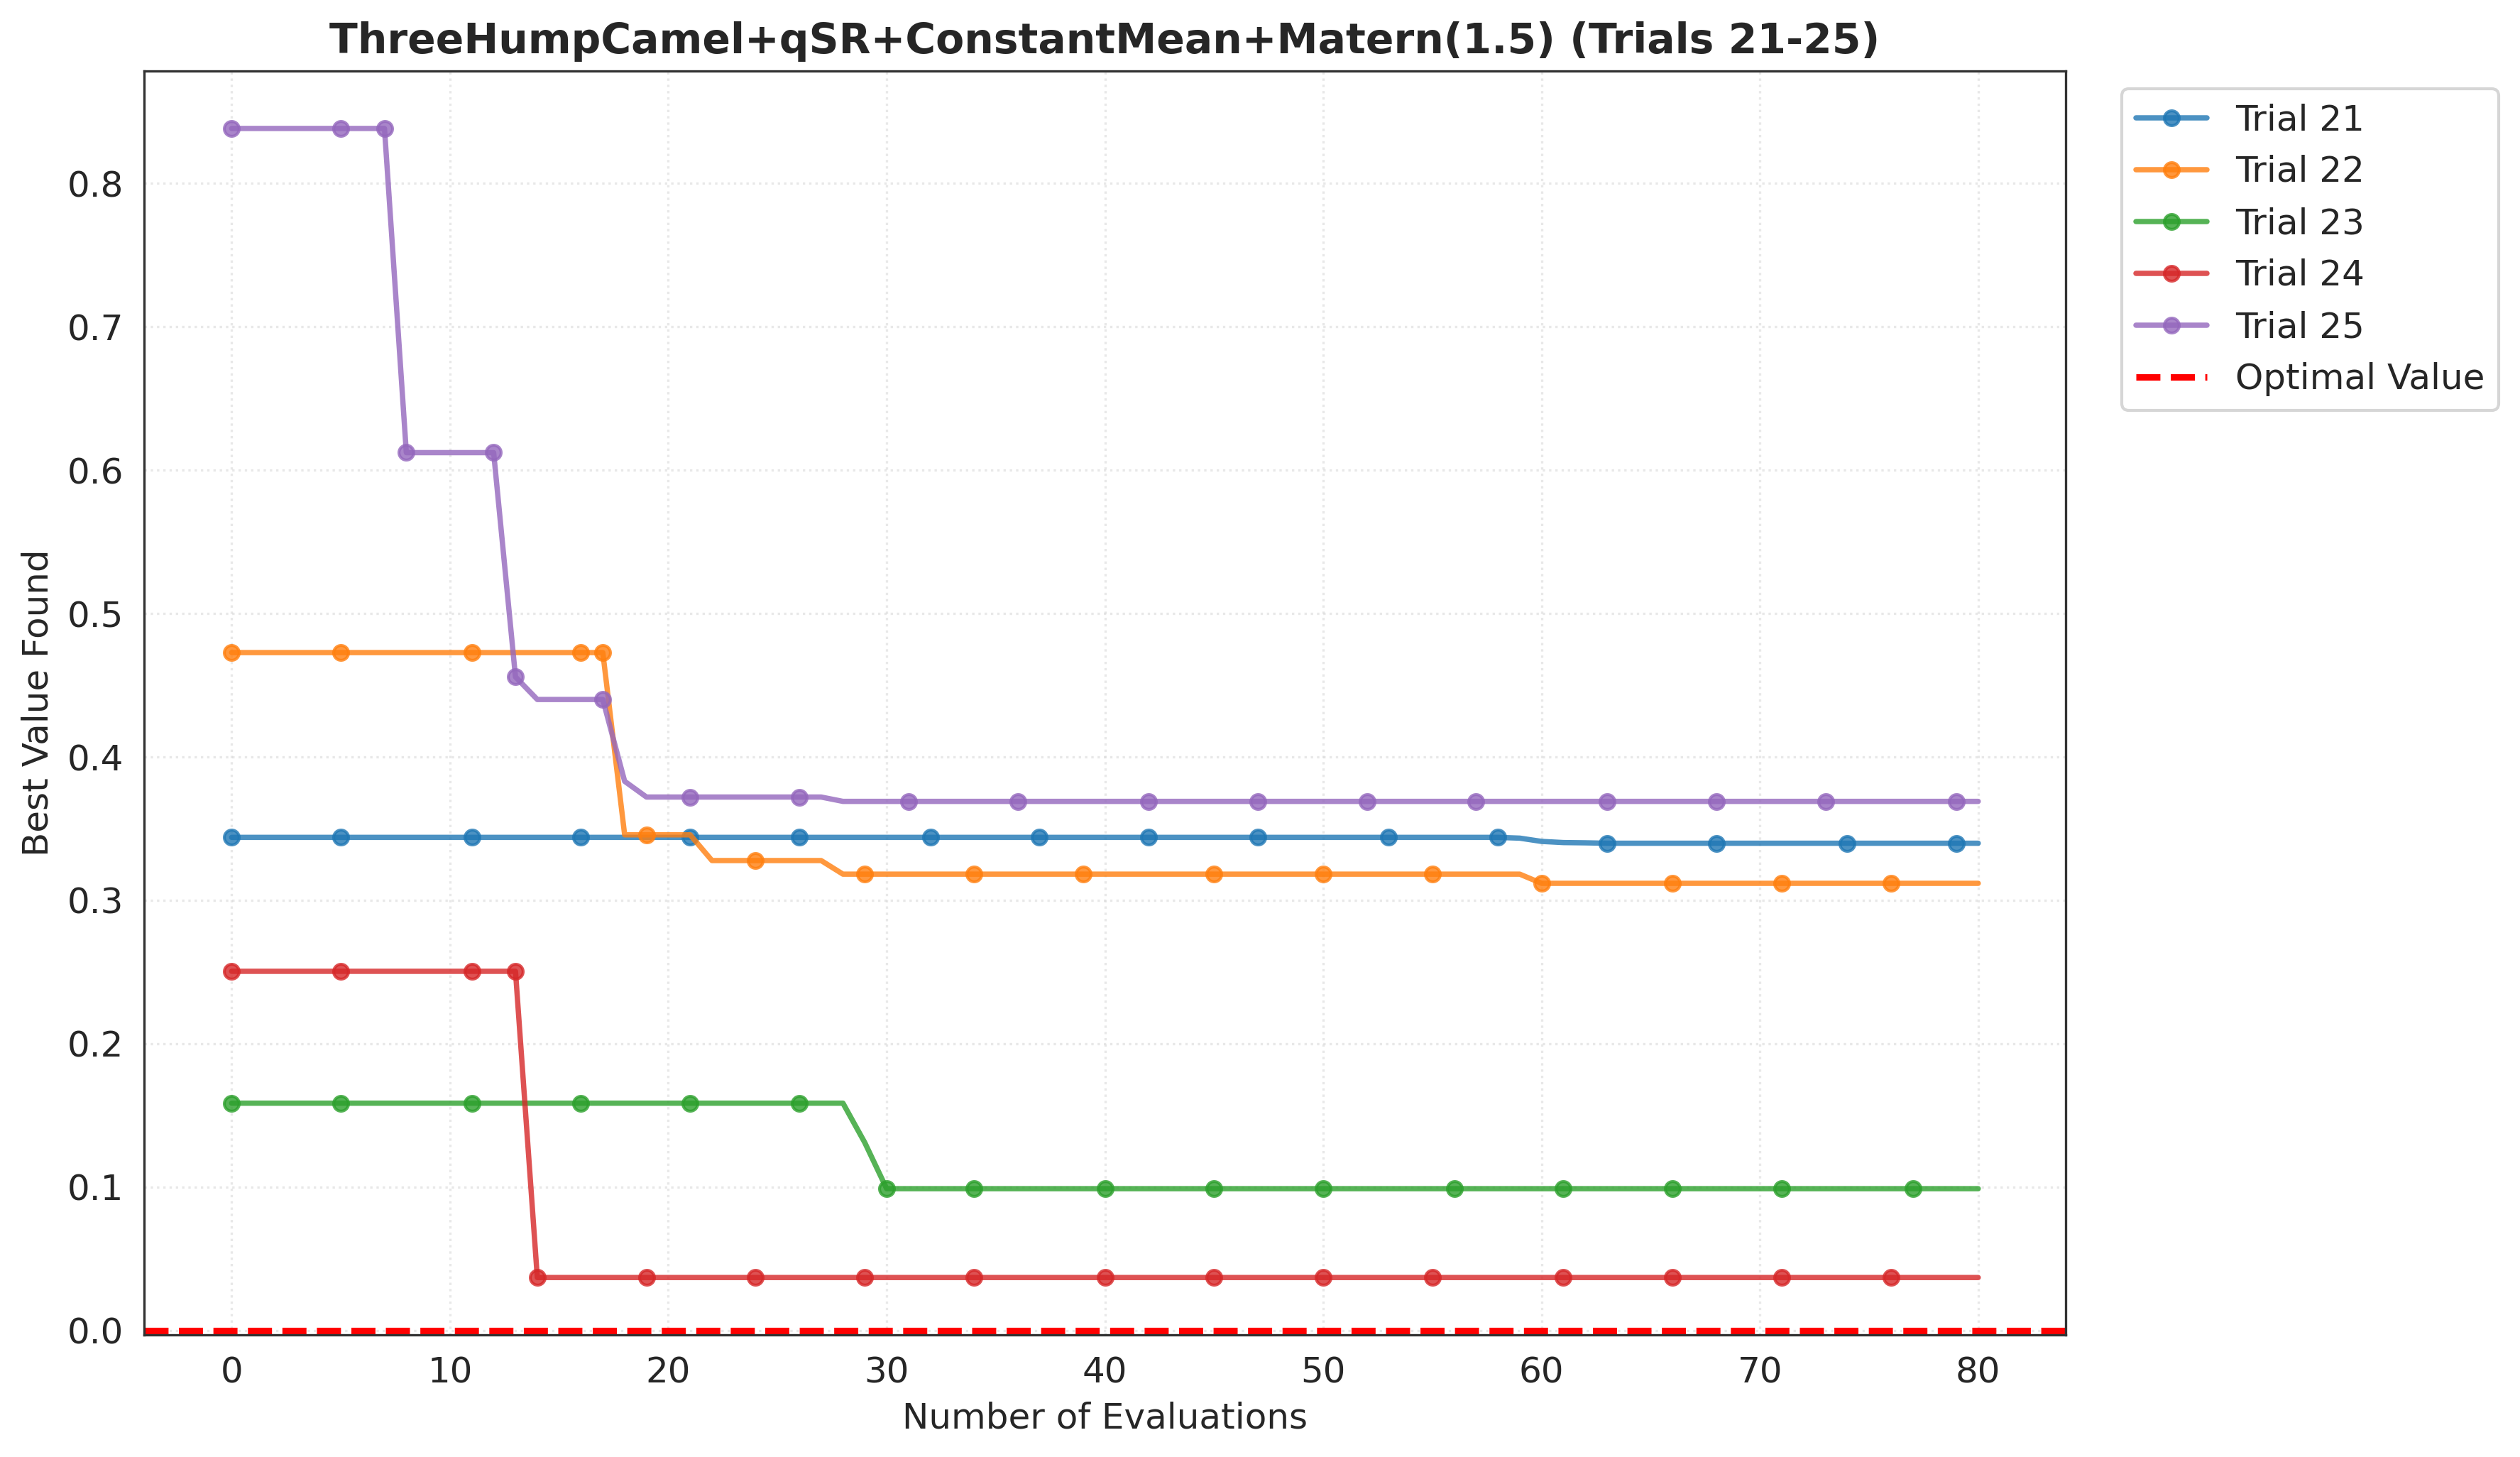 ThreeHumpCamel+qSR+ConstantMean+Matern(1.5) (Trials 21-25)
Best Value Found
0.8
0.7
0.6
0.5
0.4
0.3
0.2
0.1
0.0
0 10 20 30 40 50 60 70 80
Number of Evaluations
Trial 21
Trial 22
Trial 23
Trial 24
Trial 25
Optimal Value